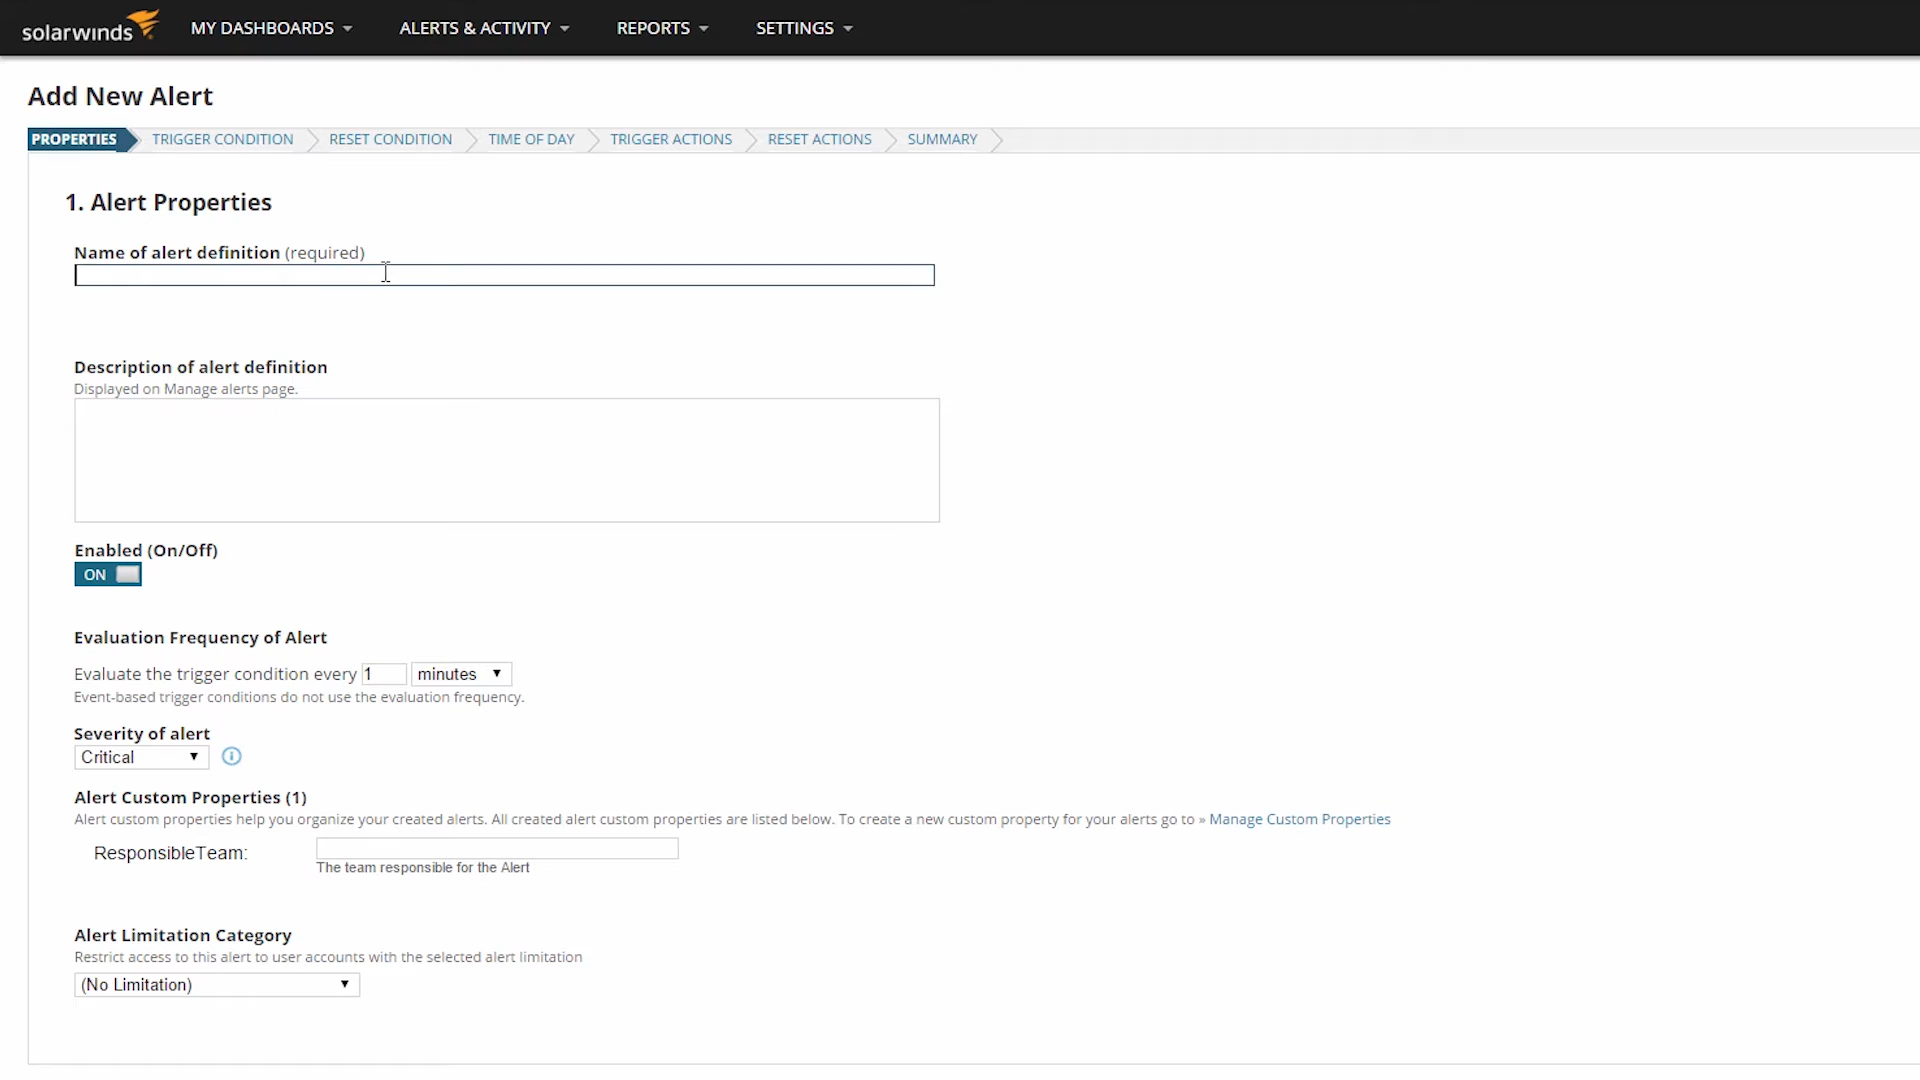 solarwinds MY DASHBOARDS ALERTS & ACTIVITY REPORTS SETTINGS
Add New Alert
PROPERTIES TRIGGER CONDITION RESET CONDITION TIME OF DAY TRIGGER ACTIONS RESET ACTIONS SUMMARY
1. Alert Properties
Name of alert definition (required)
Description of alert definition
Displayed on Manage alerts page.
Enabled (On/Off)
ON
Evaluation Frequency of Alert
Evaluate the trigger condition every 1 minutes
Event-based trigger conditions do not use the evaluation frequency.
Severity of alert
Critical
Alert Custom Properties (1)
Alert custom properties help you organize your created alerts. All created alert custom properties are listed below. To create a new custom property for your alerts go to » Manage Custom Properties
ResponsibleTeam:
The team responsible for the Alert
Alert Limitation Category
Restrict access to this alert to user accounts with the selected alert limitation
(No Limitation)